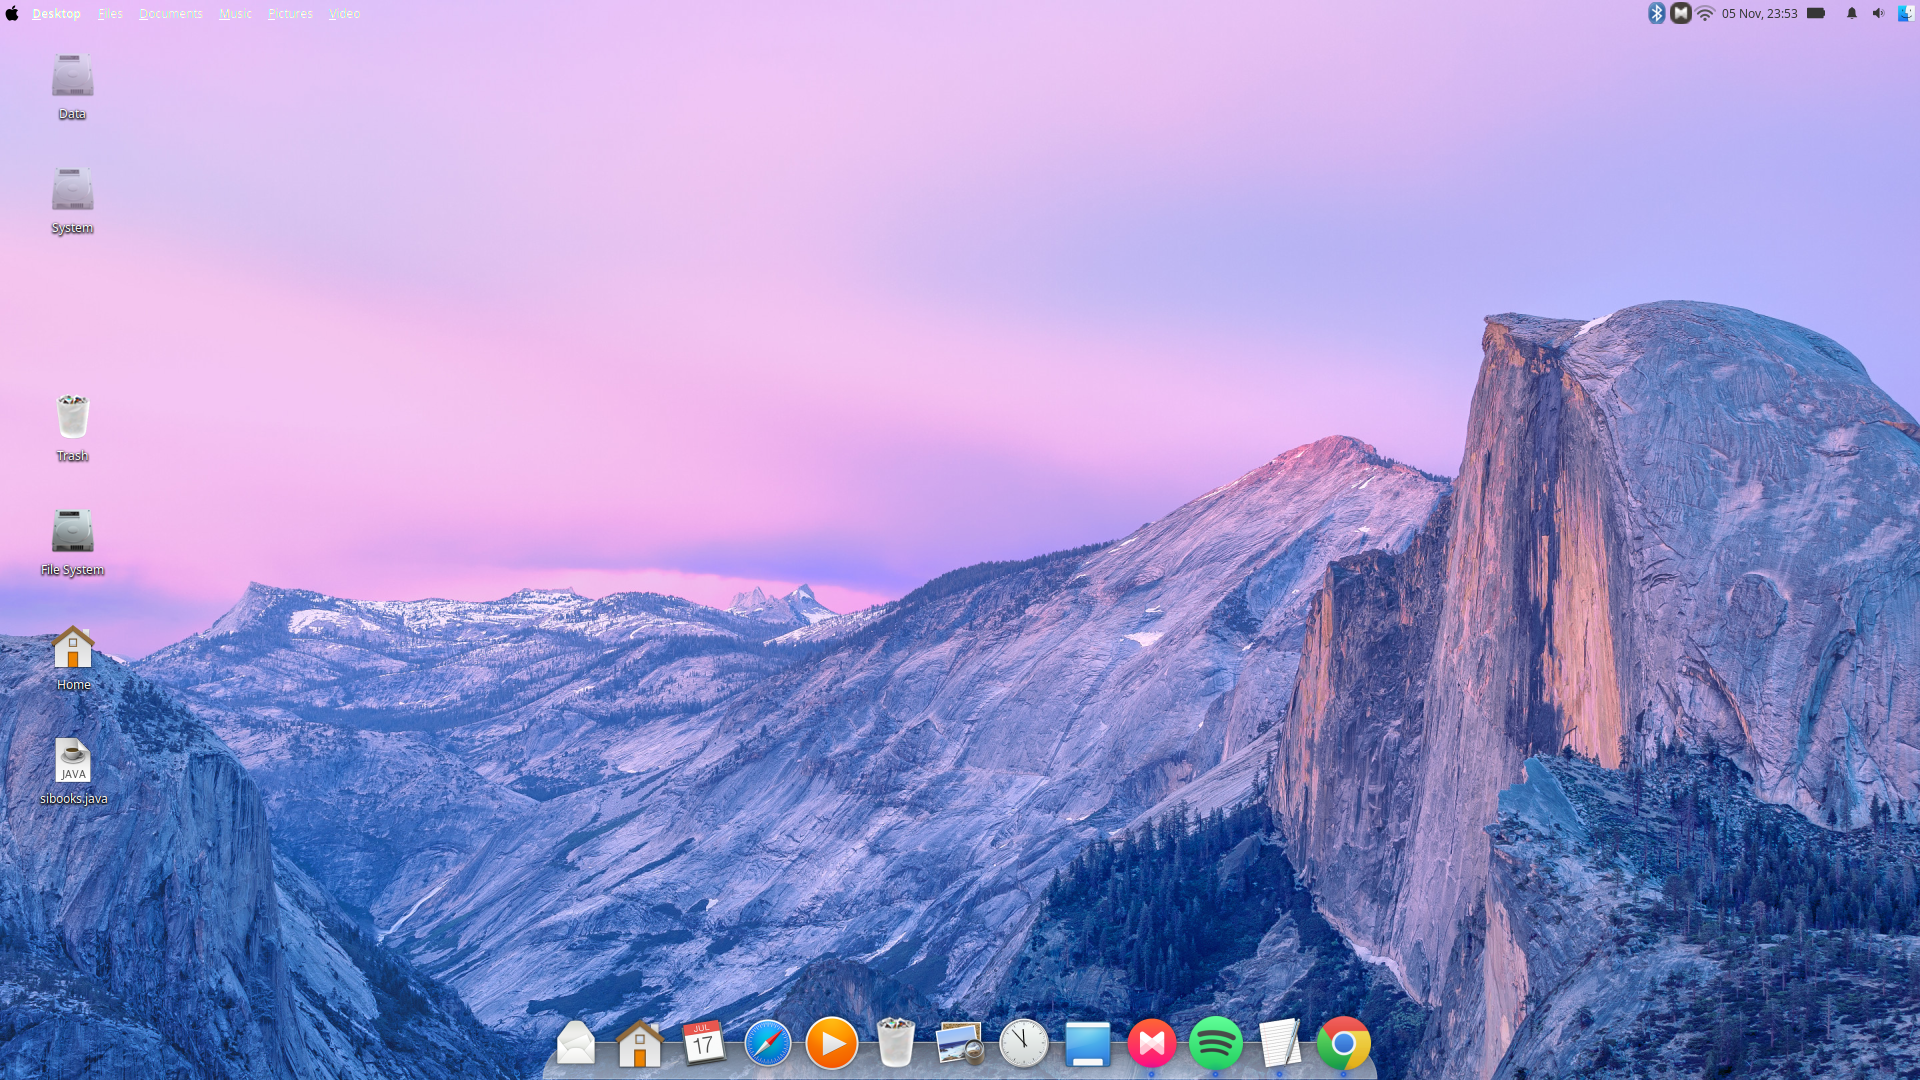 Desktop Files Documents Music Pictures Video
05 Nov, 23:53
Data
System
Trash
File System
Home
JAVA
sibooks.java
JUL
17